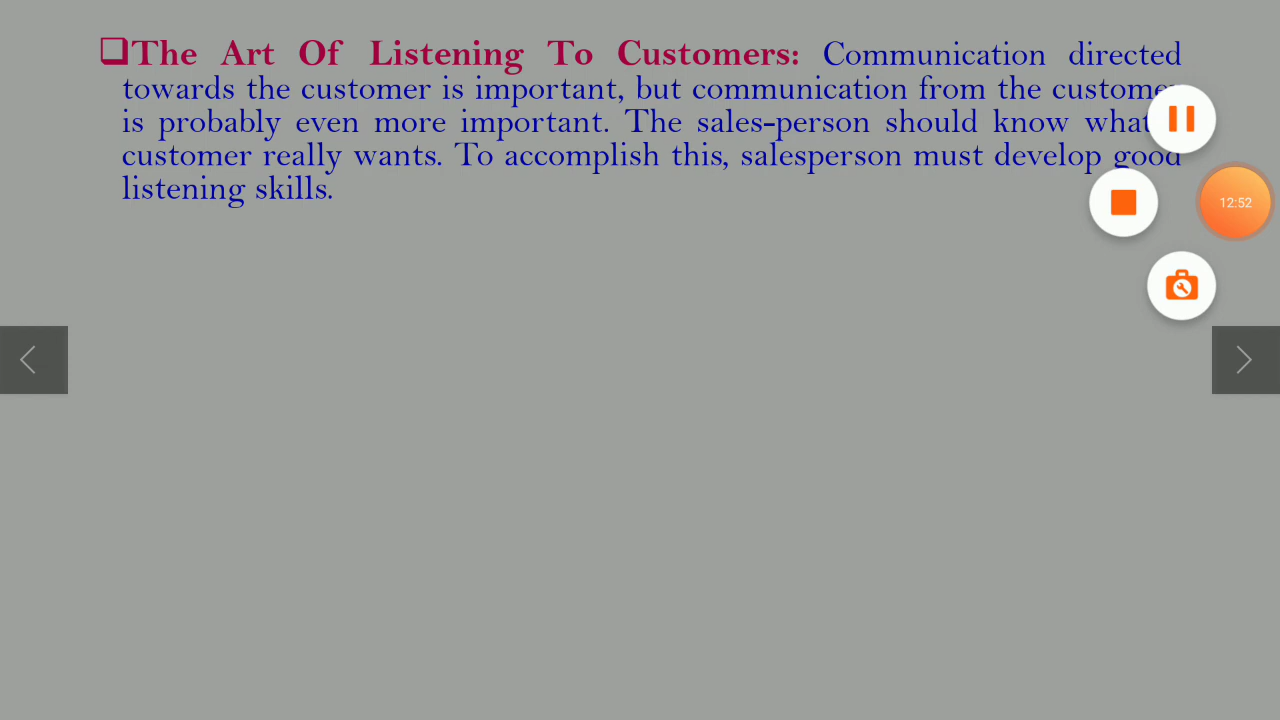 ❑The Art Of Listening To Customers: Communication directed
towards the customer is important, but communication from the customer
is probably even more important. The sales-person should know what
customer really wants. To accomplish this, salesperson must develop good
listening skills.
12:52